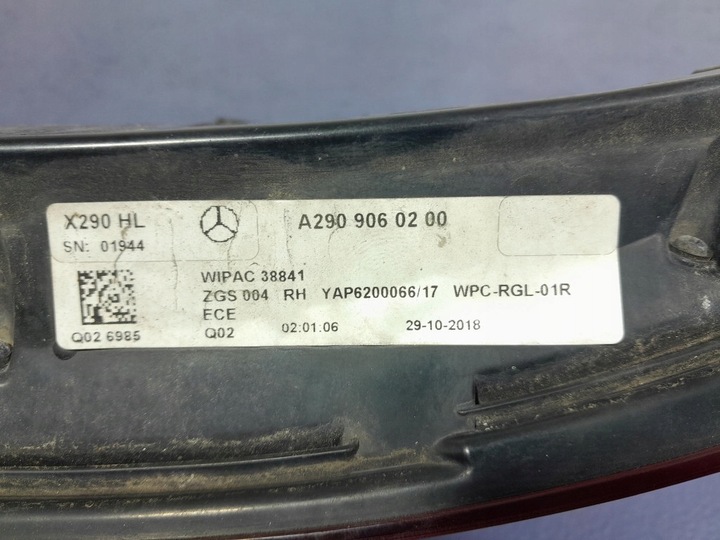 X290 HL A290 906 02 00
SN: 01944
WIPAC 38841
ZGS 004 RH YAP6200066/17 WPC-RGL-01R
ECE
Q02 6985 Q02 02.01.06 29-10-2018